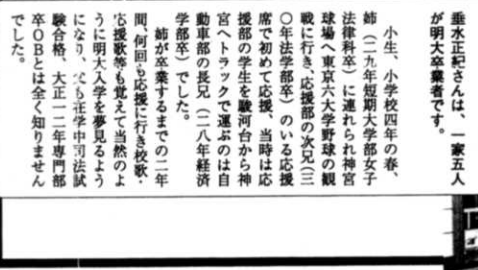 垂水正紀さんは、一家五人
が明大卒業者です。
小生、小学校四年の春、
姉（二九年短期大学部女子
法律科卒）に連れられ神宮
球場へ東京六大学野球の観
戦に行き、応援部の次兄（三
〇年法学部卒）のいる応援
席で初めて応援、当時は応
援部の学生を駿河台から神
宮へトラックで運ぶのは自
動車部の長兄（二八年経済
学部卒）でした。
姉が卒業するまでの二年
間、何回も応援に行き校歌・
応援歌等も覚えて当然のよ
うに明大入学を夢見るよう
になり、父も在学中司法試
験合格、大正一二年専門部
卒ＯＢとは全く知りません
でした。